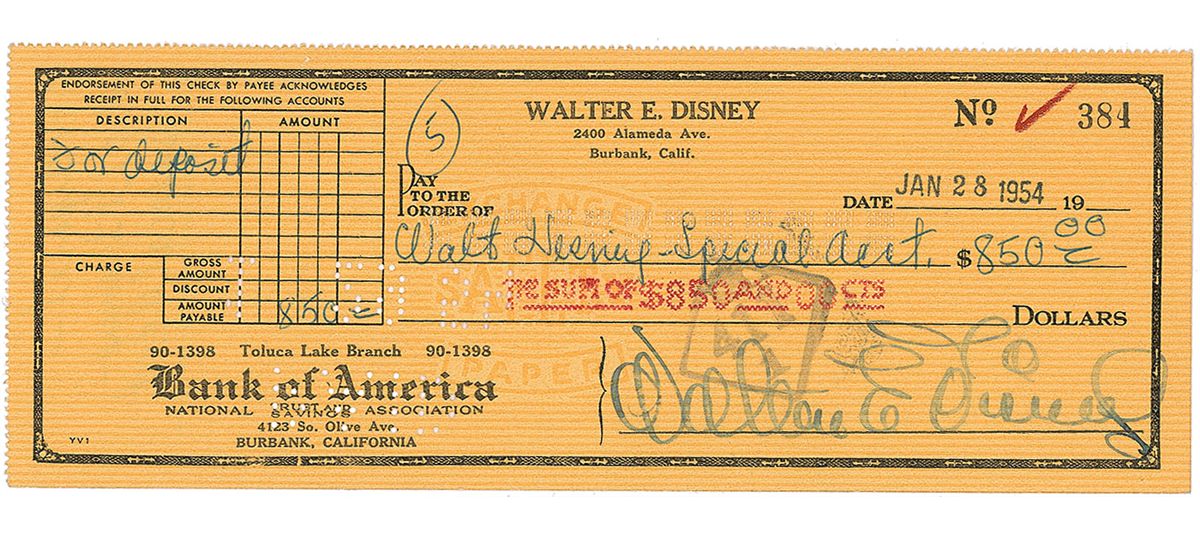 ENDORSEMENT OF THIS CHECK BY PAYEE ACKNOWLEDGES
RECEIPT IN FULL FOR THE FOLLOWING ACCOUNTS
DESCRIPTION AMOUNT
For deposit
CHARGE
GROSS AMOUNT
DISCOUNT
AMOUNT PAYABLE 850=
5
WALTER E. DISNEY
2400 Alameda Ave.
Burbank, Calif.
No. 384
PAY TO THE ORDER OF
DATE JAN 28 1954 19
Walt Disney-Special Acct. $850 00
THE SUM OF $850 AND 00 CTS
DOLLARS
90-1398 Toluca Lake Branch 90-1398
Bank of America
NATIONAL TRUST AND SAVINGS ASSOCIATION
4123 So. Olive Ave.
BURBANK, CALIFORNIA
YV1
Walter E Disney